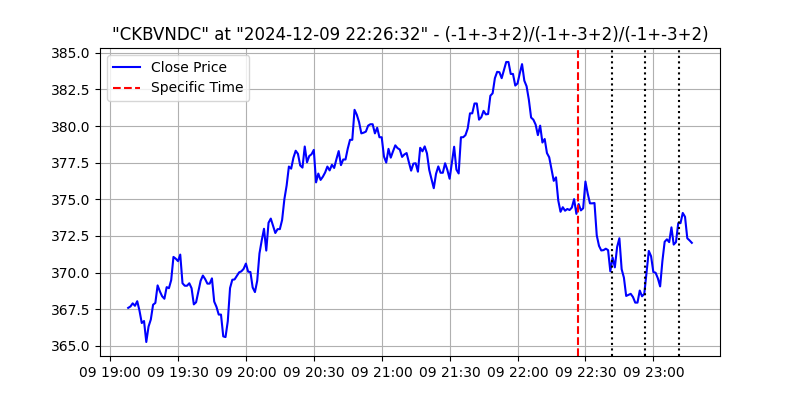 "CKBVNDC" at "2024-12-09 22:26:32" - (-1+-3+2)/(-1+-3+2)/(-1+-3+2)
385.0
382.5
380.0
377.5
375.0
372.5
370.0
367.5
365.0
Close Price
Specific Time
09 19:00 09 19:30 09 20:00 09 20:30 09 21:00 09 21:30 09 22:00 09 22:30 09 23:00